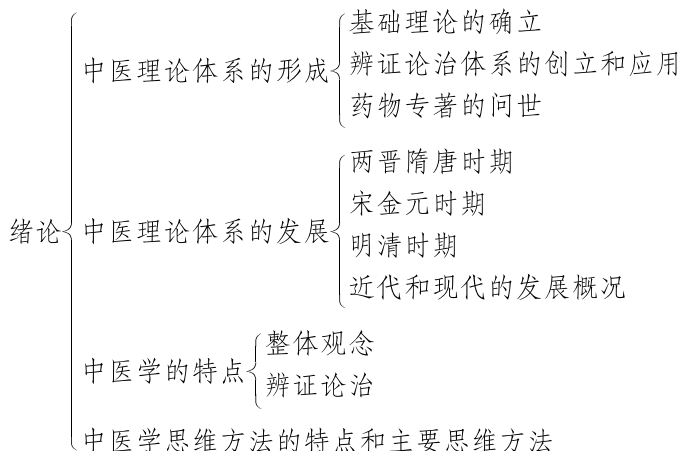 绪论
中医理论体系的形成
基础理论的确立
辨证论治体系的创立和应用
药物专著的问世
中医理论体系的发展
两晋隋唐时期
宋金元时期
明清时期
近代和现代的发展概况
中医学的特点
整体观念
辨证论治
中医学思维方法的特点和主要思维方法